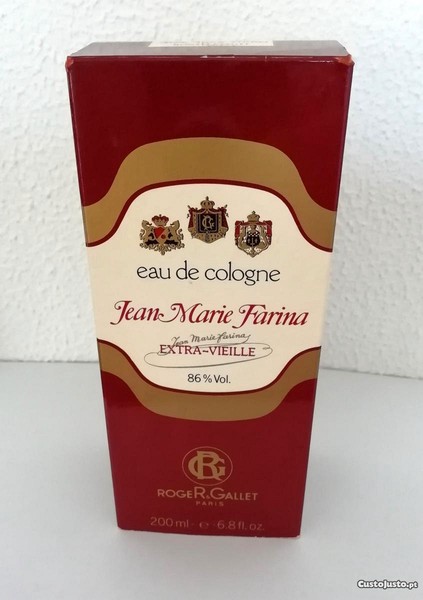 eau de cologne
Jean-Marie Farina
Jean Marie Farina
EXTRA-VIEILLE
86% Vol.
RG
ROGER & GALLET
PARIS
200 ml - e - 6.8 fl. oz.
CustoJusto.pt